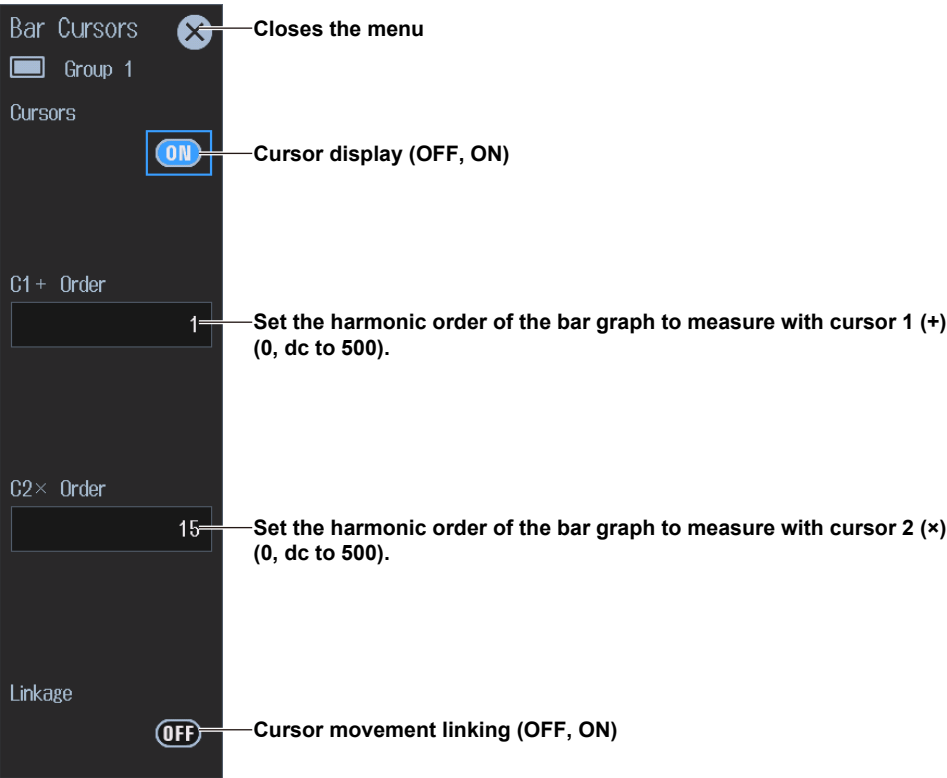 Bar Cursors
Closes the menu
Group 1
Cursors
ON
Cursor display (OFF, ON)
C1+ Order
1
Set the harmonic order of the bar graph to measure with cursor 1 (+)
(0, dc to 500).
C2× Order
15
Set the harmonic order of the bar graph to measure with cursor 2 (×)
(0, dc to 500).
Linkage
OFF
Cursor movement linking (OFF, ON)